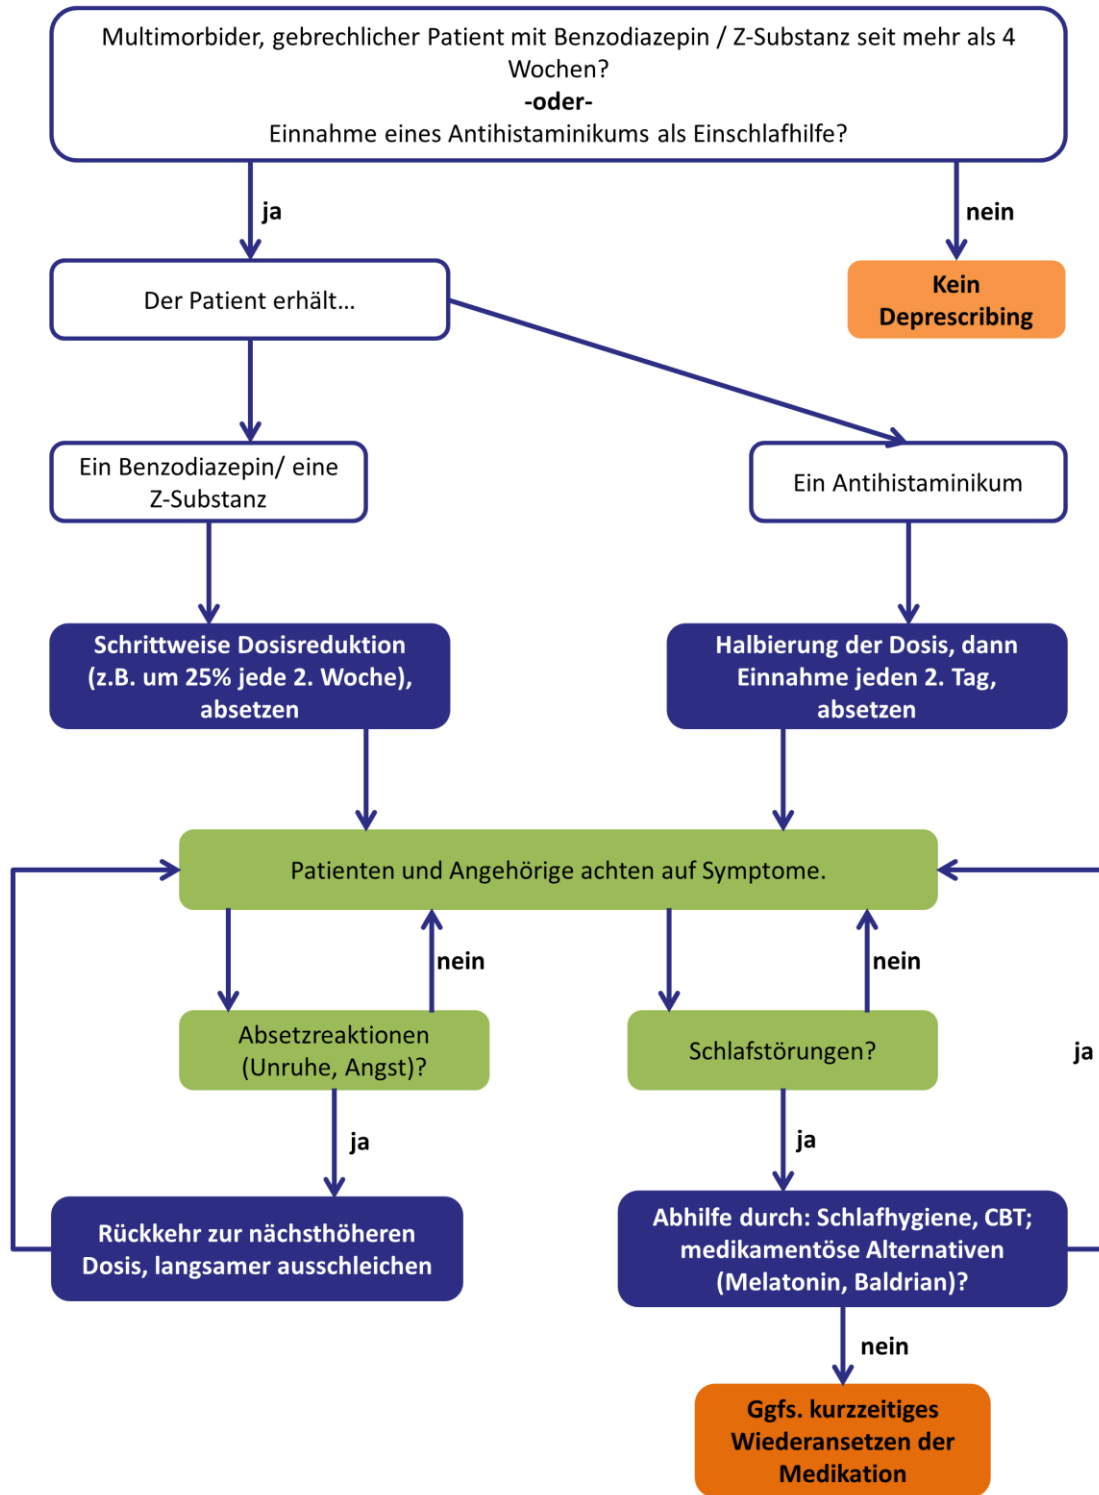 Multimorbider, gebrechlicher Patient mit Benzodiazepin / Z-Substanz seit mehr als 4
Wochen?
-oder-
Einnahme eines Antihistaminikums als Einschlafhilfe?
ja
nein
Der Patient erhält...
Kein
Deprescribing
Ein Benzodiazepin/ eine
Z-Substanz
Ein Antihistaminikum
Schrittweise Dosisreduktion
(z.B. um 25% jede 2. Woche),
absetzen
Halbierung der Dosis, dann
Einnahme jeden 2. Tag,
absetzen
Patienten und Angehörige achten auf Symptome.
nein
nein
Absetzreaktionen
(Unruhe, Angst)?
Schlafstörungen?
ja
ja
ja
Rückkehr zur nächsthöheren
Dosis, langsamer ausschleichen
Abhilfe durch: Schlafhygiene, CBT;
medikamentöse Alternativen
(Melatonin, Baldrian)?
nein
Ggfs. kurzzeitiges
Wiederansetzen der
Medikation